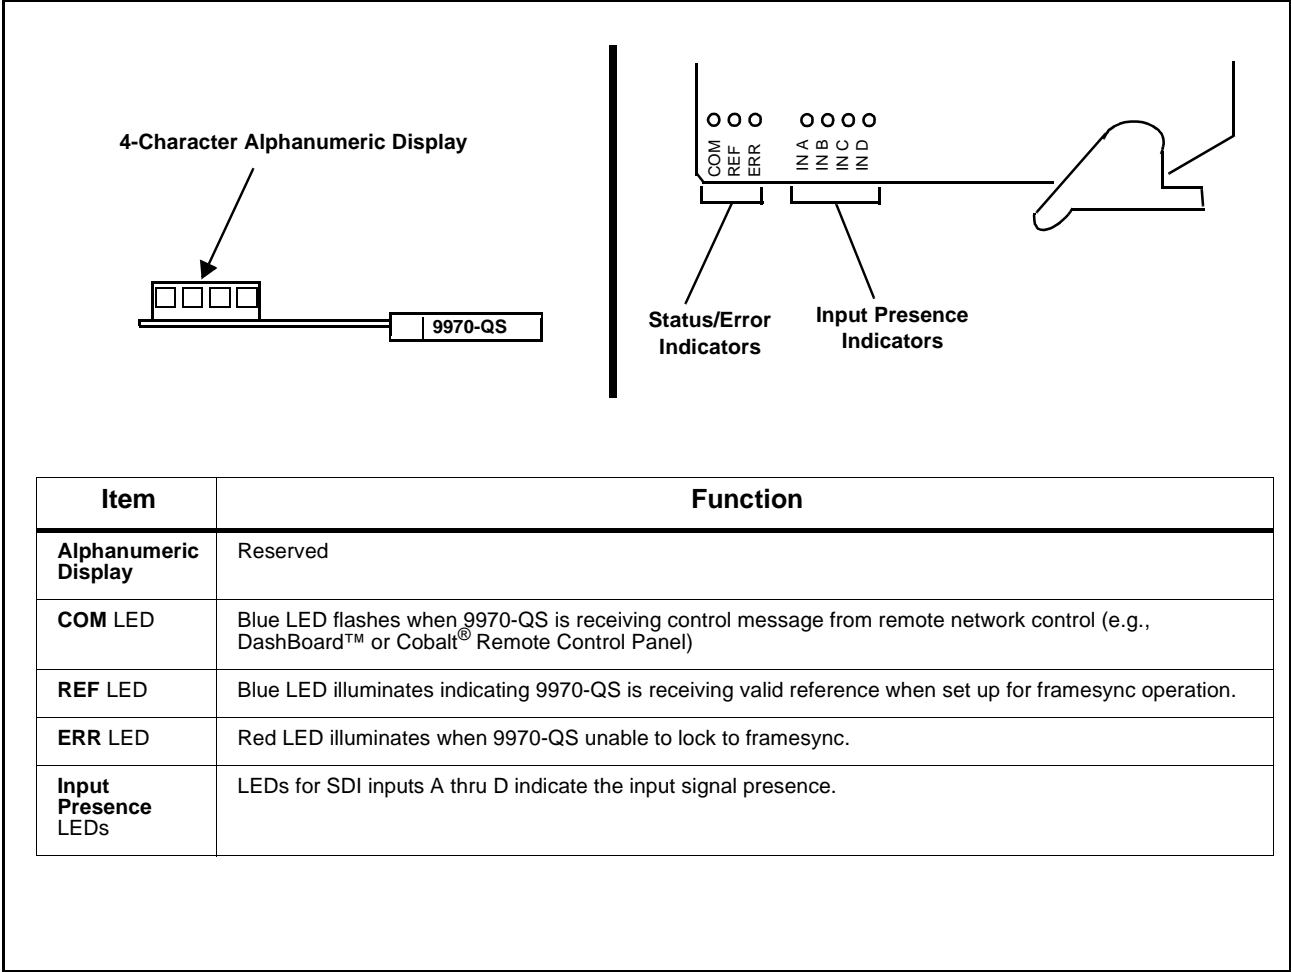 4-Character Alphanumeric Display
9970-QS
COM
REF
ERR
IN A
IN B
IN C
IN D
Status/Error
Indicators
Input Presence
Indicators
Item
Function
Alphanumeric
Display
Reserved
COM LED
Blue LED flashes when 9970-QS is receiving control message from remote network control (e.g.,
DashBoard™ or Cobalt® Remote Control Panel)
REF LED
Blue LED illuminates indicating 9970-QS is receiving valid reference when set up for framesync operation.
ERR LED
Red LED illuminates when 9970-QS unable to lock to framesync.
Input
Presence
LEDs
LEDs for SDI inputs A thru D indicate the input signal presence.